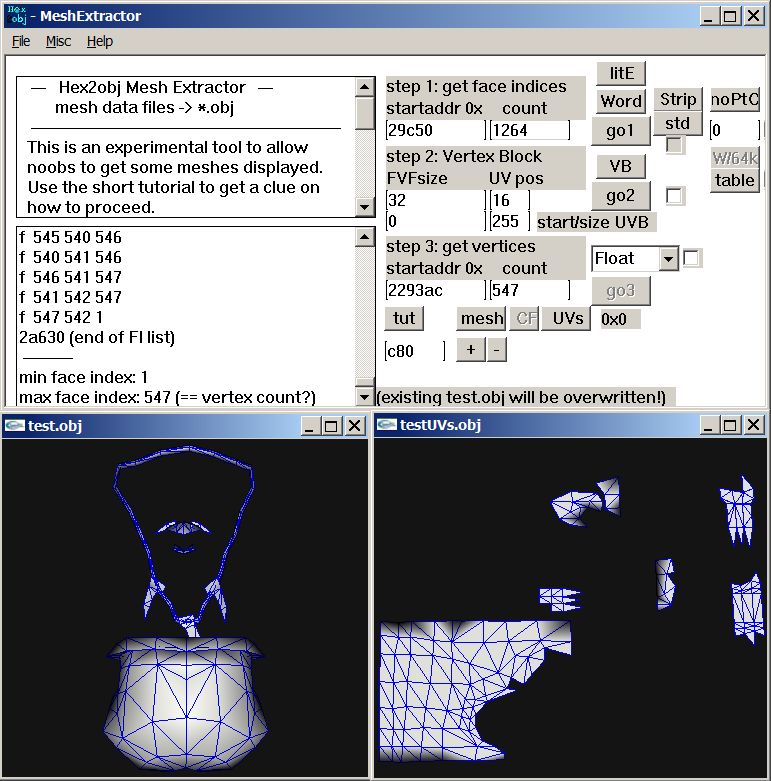 Hex obj - MeshExtractor
File Misc Help
— Hex2obj Mesh Extractor —
mesh data files -> *.obj
This is an experimental tool to allow
noobs to get some meshes displayed.
Use the short tutorial to get a clue on
how to proceed.
f 545 540 546
f 540 541 546
f 546 541 547
f 541 542 547
f 547 542 1
2a630 (end of FI list)
min face index: 1
max face index: 547 (== vertex count?)
step 1: get face indices
startaddr 0x count
29c50 1264
litE
Word
go1
Strip
std
noPtC
0
step 2: Vertex Block
FVFsize UV pos
32 16
0 255 start/size UVB
VB
go2
W/64k
table
step 3: get vertices
startaddr 0x count
2293ac 547
Float
go3
tut mesh CF UVs 0x0
c80 + -
(existing test.obj will be overwritten!)
test.obj
testUVs.obj